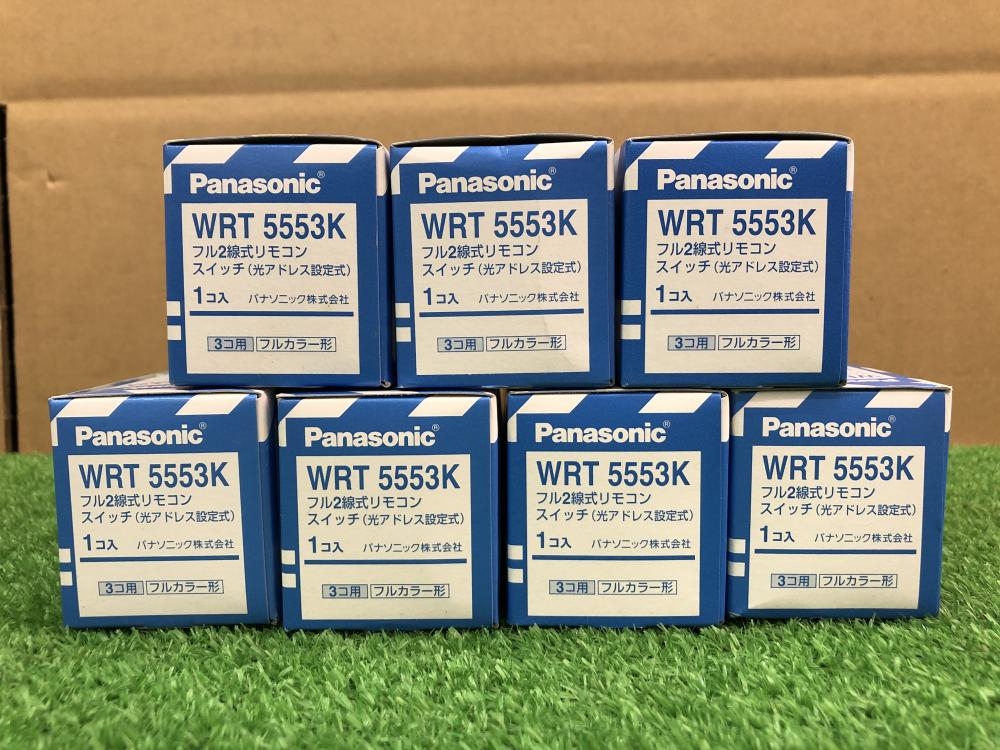 Panasonic®
WRT 5553K
フル2線式リモコン
スイッチ(光アドレス設定式)
1コ入 パナソニック株式会社
3コ用 フルカラー形
Panasonic®
WRT 5553K
フル2線式リモコン
スイッチ(光アドレス設定式)
1コ入 パナソニック株式会社
3コ用 フルカラー形
Panasonic®
WRT 5553K
フル2線式リモコン
スイッチ(光アドレス設定式)
1コ入 パナソニック株式会社
3コ用 フルカラー形
Panasonic®
WRT 5553K
フル2線式リモコン
スイッチ(光アドレス設定式)
1コ入 パナソニック株式会社
3コ用 フルカラー形
Panasonic®
WRT 5553K
フル2線式リモコン
スイッチ(光アドレス設定式)
1コ入 パナソニック株式会社
3コ用 フルカラー形
Panasonic®
WRT 5553K
フル2線式リモコン
スイッチ(光アドレス設定式)
1コ入 パナソニック株式会社
3コ用 フルカラー形
Panasonic®
WRT 5553K
フル2線式リモコン
スイッチ(光アドレス設定式)
1コ入 パナソニック株式会社
3コ用 フルカラー形